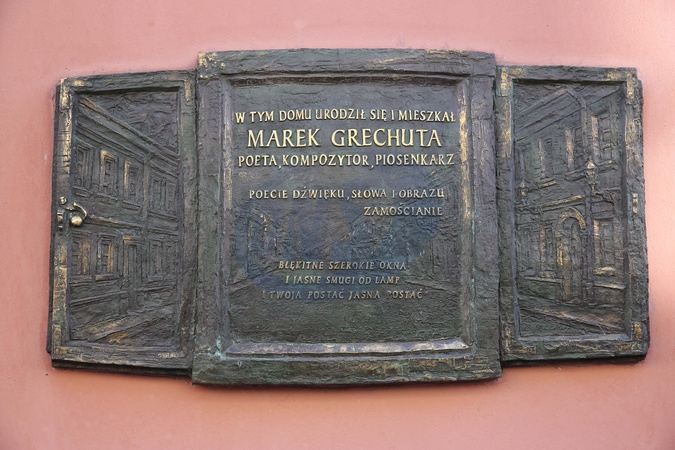 W TYM DOMU URODZIŁ SIĘ I MIESZKAŁ
MAREK GRECHUTA
POETA, KOMPOZYTOR, PIOSENKARZ
POECIE DŹWIĘKU, SŁOWA I OBRAZU
ZAMOŚCIANIE
BŁĘKITNE SZEROKIE OKNA
I JASNE SMUGI OD LAMP
I TWOJA POSTAĆ JASNA POSTAĆ